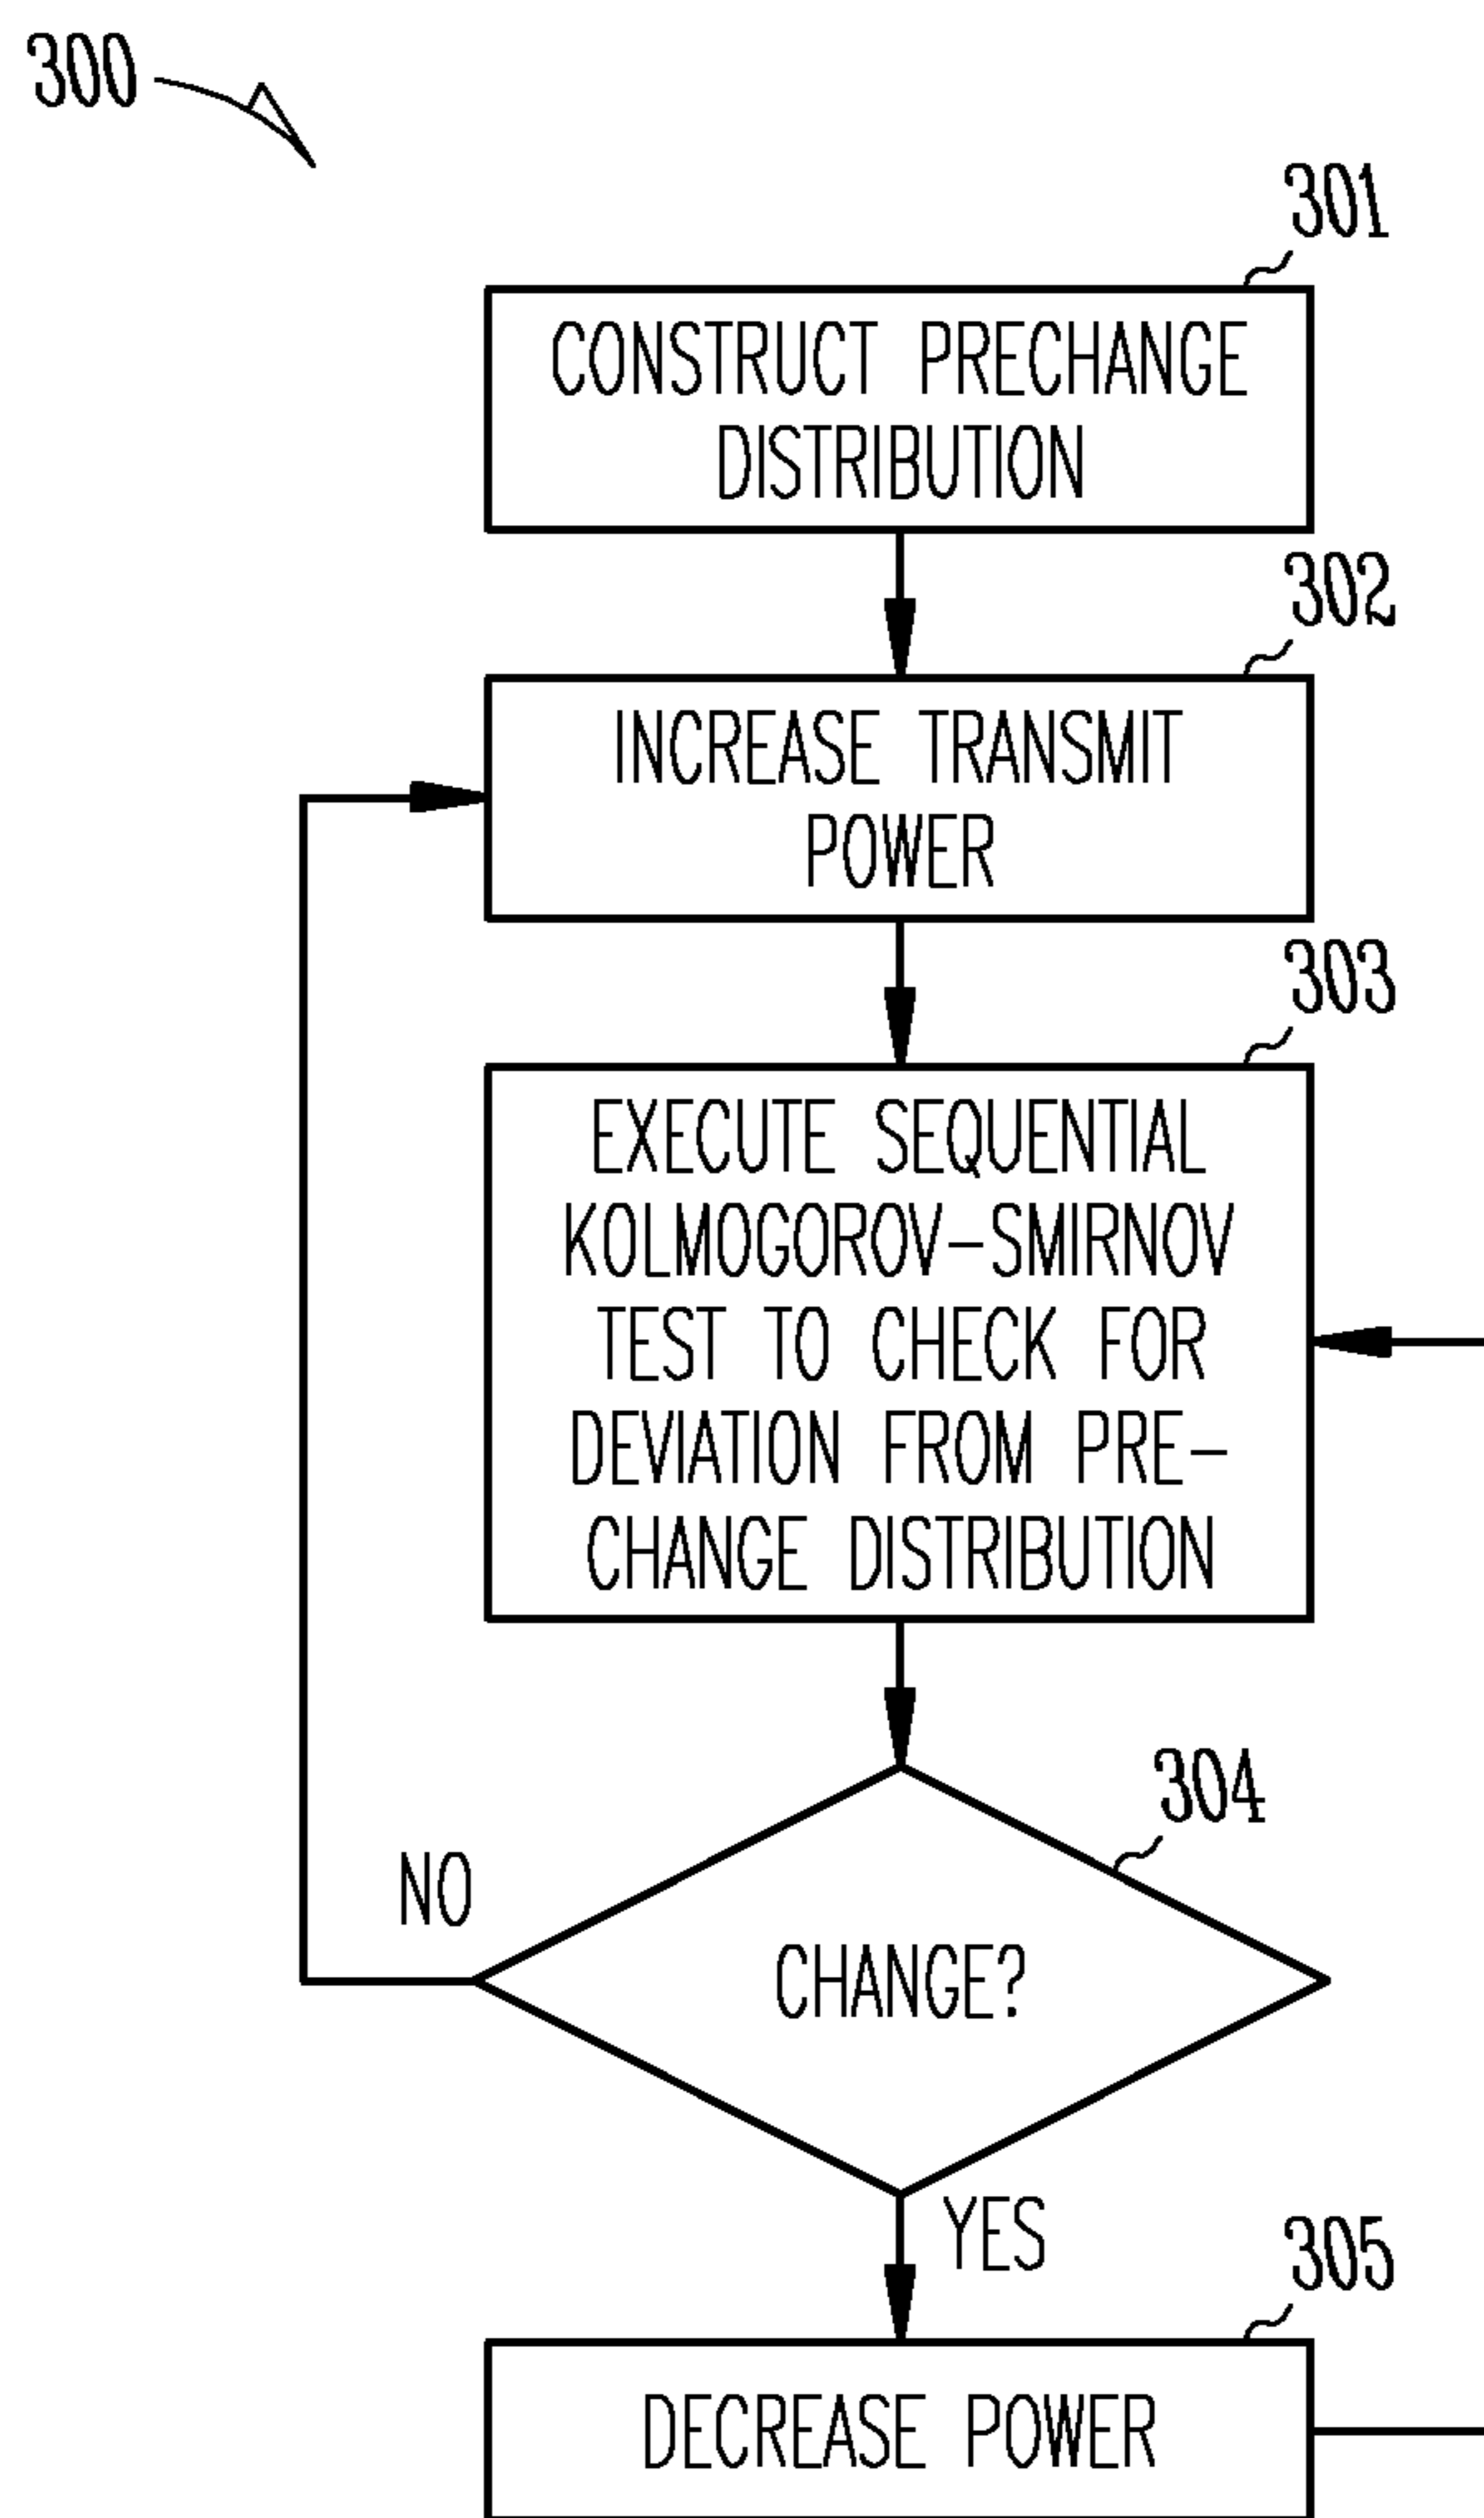 300
301
CONSTRUCT PRECHANGE
DISTRIBUTION
302
INCREASE TRANSMIT
POWER
303
EXECUTE SEQUENTIAL
KOLMOGOROV-SMIRNOV
TEST TO CHECK FOR
DEVIATION FROM PRE-
CHANGE DISTRIBUTION
304
NO
CHANGE?
YES
305
DECREASE POWER